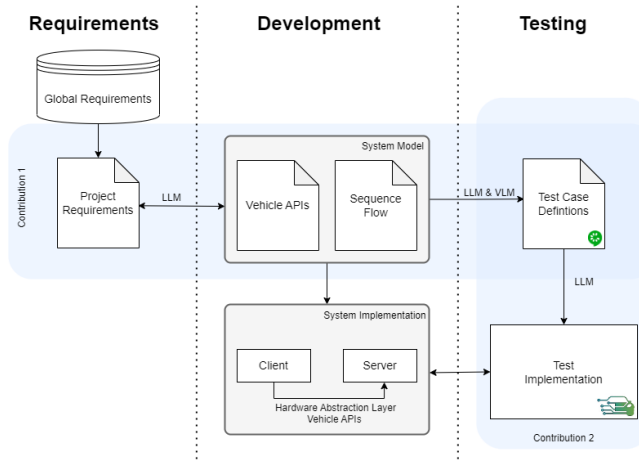 Requirements
Development
Testing
Global Requirements
Contribution 1
Project
Requirements
LLM
System Model
Vehicle APIs
Sequence
Flow
LLM & VLM
Test Case
Defintions
LLM
System Implementation
Client
Server
Hardware Abstraction Layer
Vehicle APIs
Test
Implementation
Contribution 2